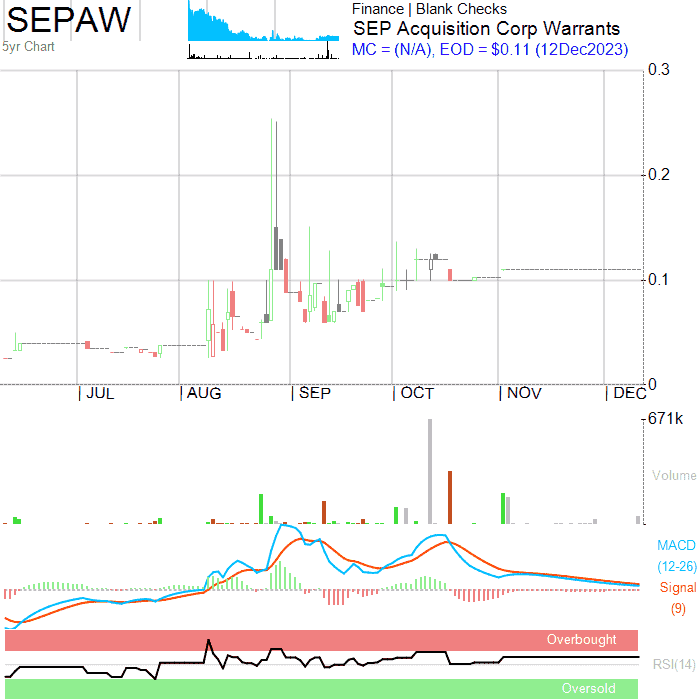 SEPAW
5yr Chart
Finance | Blank Checks
SEP Acquisition Corp Warrants
MC = (N/A), EOD = $0.11 (12Dec2023)
0.3
0.2
0.1
0
| JUL | AUG | SEP | OCT | NOV | DEC
671k
Volume
MACD
(12-26)
Signal
(9)
Overbought
RSI(14)
Oversold